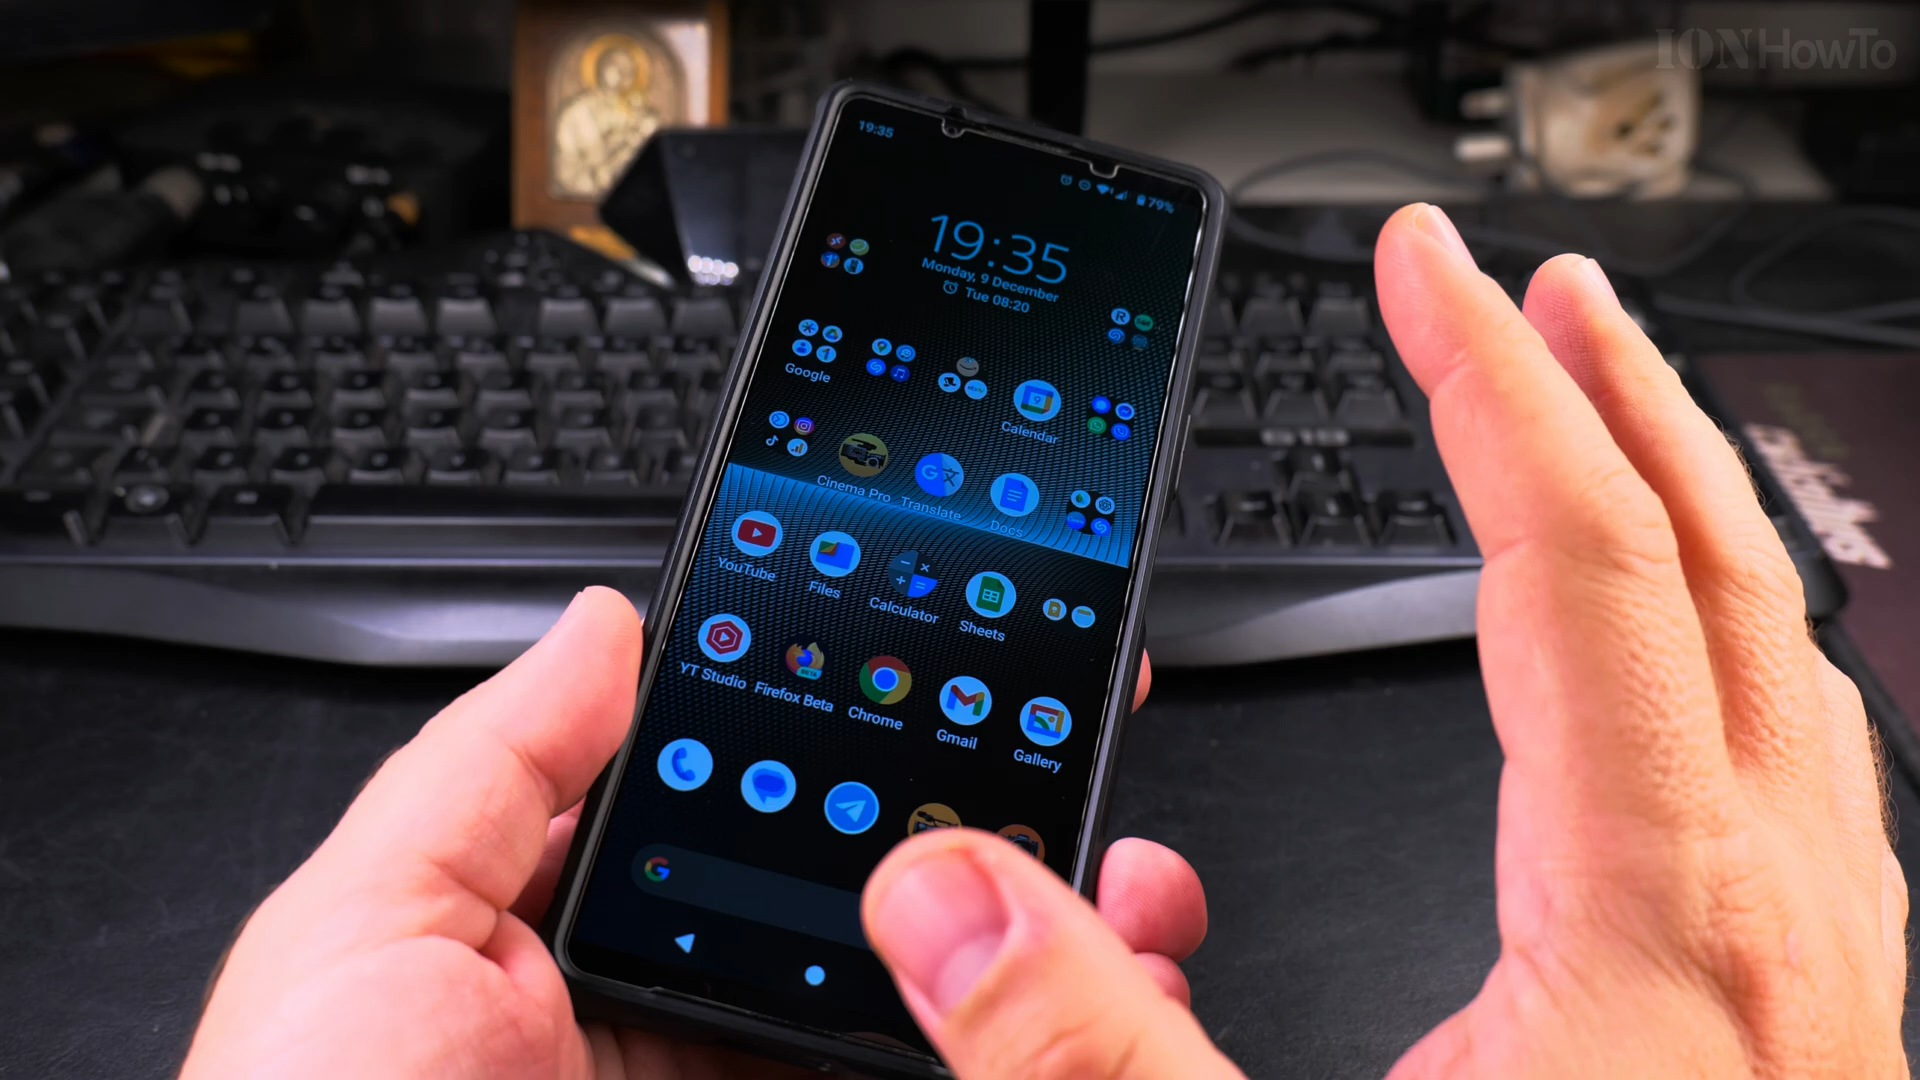 IONHowTo
19:35
79%
19:35
Monday, 9 December
Tue 08:20
Google
Calendar
Cinema Pro
Translate
Docs
YouTube
Files
Calculator
Sheets
YT Studio
Firefox Beta
Chrome
Gmail
Gallery
G19